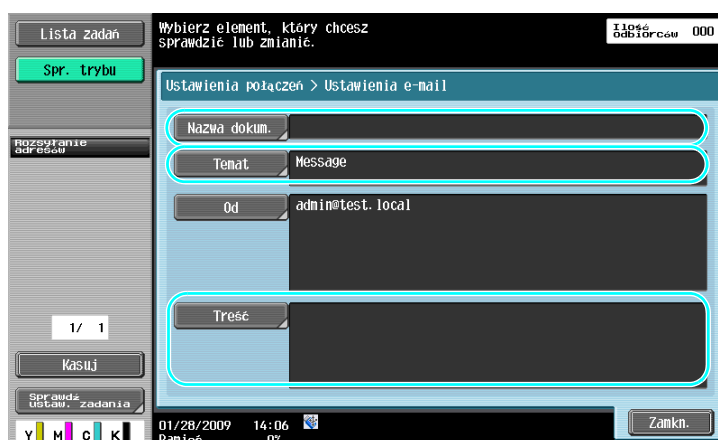 Lista zadań
Wybierz element, który chcesz
sprawdzić lub zmianić.
Ilość
odbiorców 000
Spr. trybu
Ustawienia połączeń > Ustawienia e-mail
Nazwa dokum.
Rozsyłanie
adresów
Temat Message
Od admin@test.local
Treść
1/ 1
Kasuj
Sprawdź
ustaw. zadania
01/28/2009 14:06
Pamięć 0%
Zamkn.
Y M C K